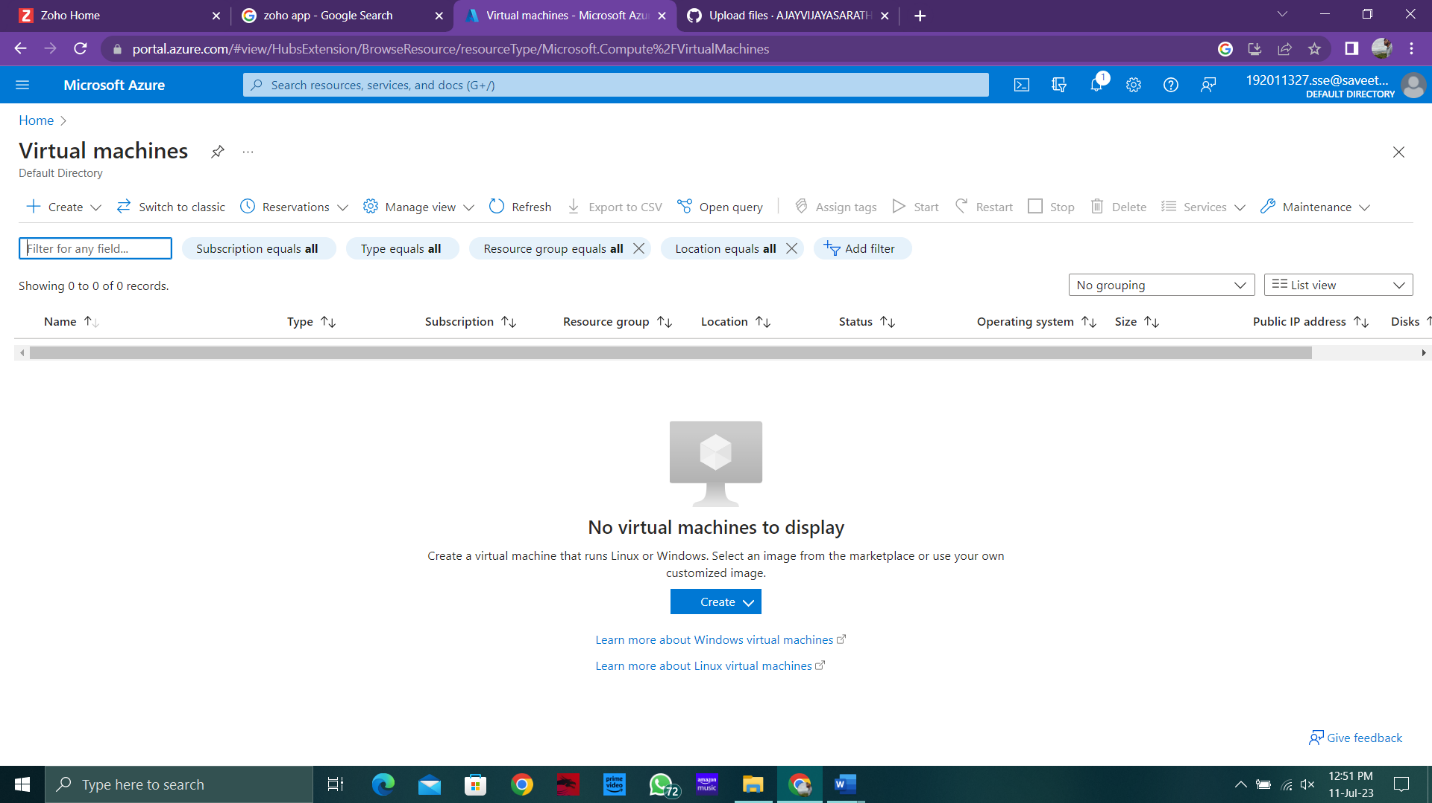 Zoho Home
zoho app - Google Search
Virtual machines - Microsoft Azu
Upload files · AJAYVIJAYASARATH
portal.azure.com/#view/HubsExtension/BrowseResource/resourceType/Microsoft.Compute%2FVirtualMachines
Microsoft Azure
Search resources, services, and docs (G+/)
1
192011327.sse@saveet...
DEFAULT DIRECTORY
Home
Virtual machines
...
Default Directory
Create
Switch to classic
Reservations
Manage view
Refresh
Export to CSV
Open query
Assign tags
Start
Restart
Stop
Delete
Services
Maintenance
Filter for any field...
Subscription equals all
Type equals all
Resource group equals all
Location equals all
Add filter
Showing 0 to 0 of 0 records.
No grouping
List view
Name
Type
Subscription
Resource group
Location
Status
Operating system
Size
Public IP address
Disks
No virtual machines to display
Create a virtual machine that runs Linux or Windows. Select an image from the marketplace or use your own
customized image.
Create
Learn more about Windows virtual machines
Learn more about Linux virtual machines
Give feedback
Type here to search
prime video
72
amazon music
12:51 PM
11-Jul-23